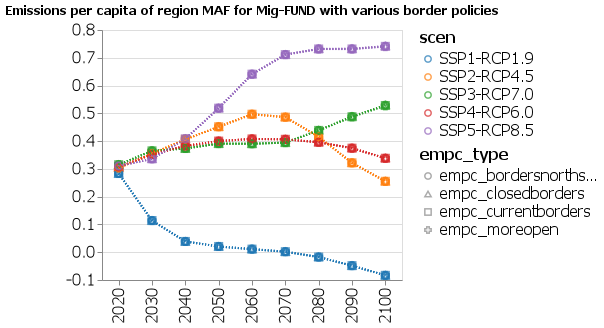 Emissions per capita of region MAF for Mig-FUND with various border policies
0.8
0.7
0.6
0.5
0.4
0.3
0.2
0.1
0.0
-0.1
2020
2030
2040
2050
2060
2070
2080
2090
2100
scen
SSP1-RCP1.9
SSP2-RCP4.5
SSP3-RCP7.0
SSP4-RCP6.0
SSP5-RCP8.5
empc_type
empc_bordersnorths...
empc_closedborders
empc_currentborders
empc_moreopen